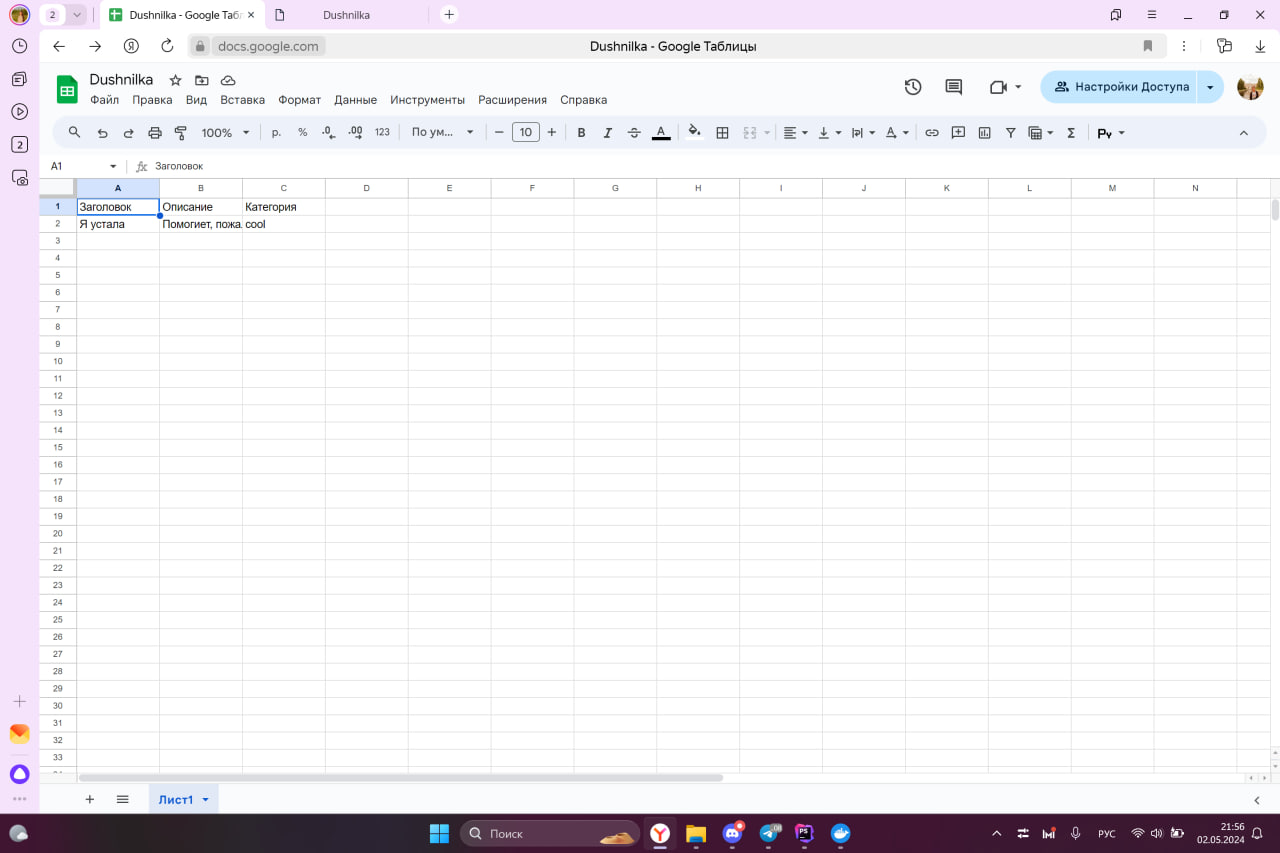 2
Dushnilka - Google Таб
Dushnilka
docs.google.com
Dushnilka - Google Таблицы
Dushnilka
Файл Правка Вид Вставка Формат Данные Инструменты Расширения Справка
Настройки Доступа
100% р. % .0 .00 123 По ум... 10 B I A Σ Py
A1 fx Заголовок
A B C D E F G H I J K L M N
1 Заголовок Описание Категория
2 Я устала Помогиет, пожа cool
3
4
5
6
7
8
9
10
11
12
13
14
15
16
17
18
19
20
21
22
23
24
25
26
27
28
29
30
31
32
33
2
Лист1
Поиск
РУС
21:56
02.05.2024